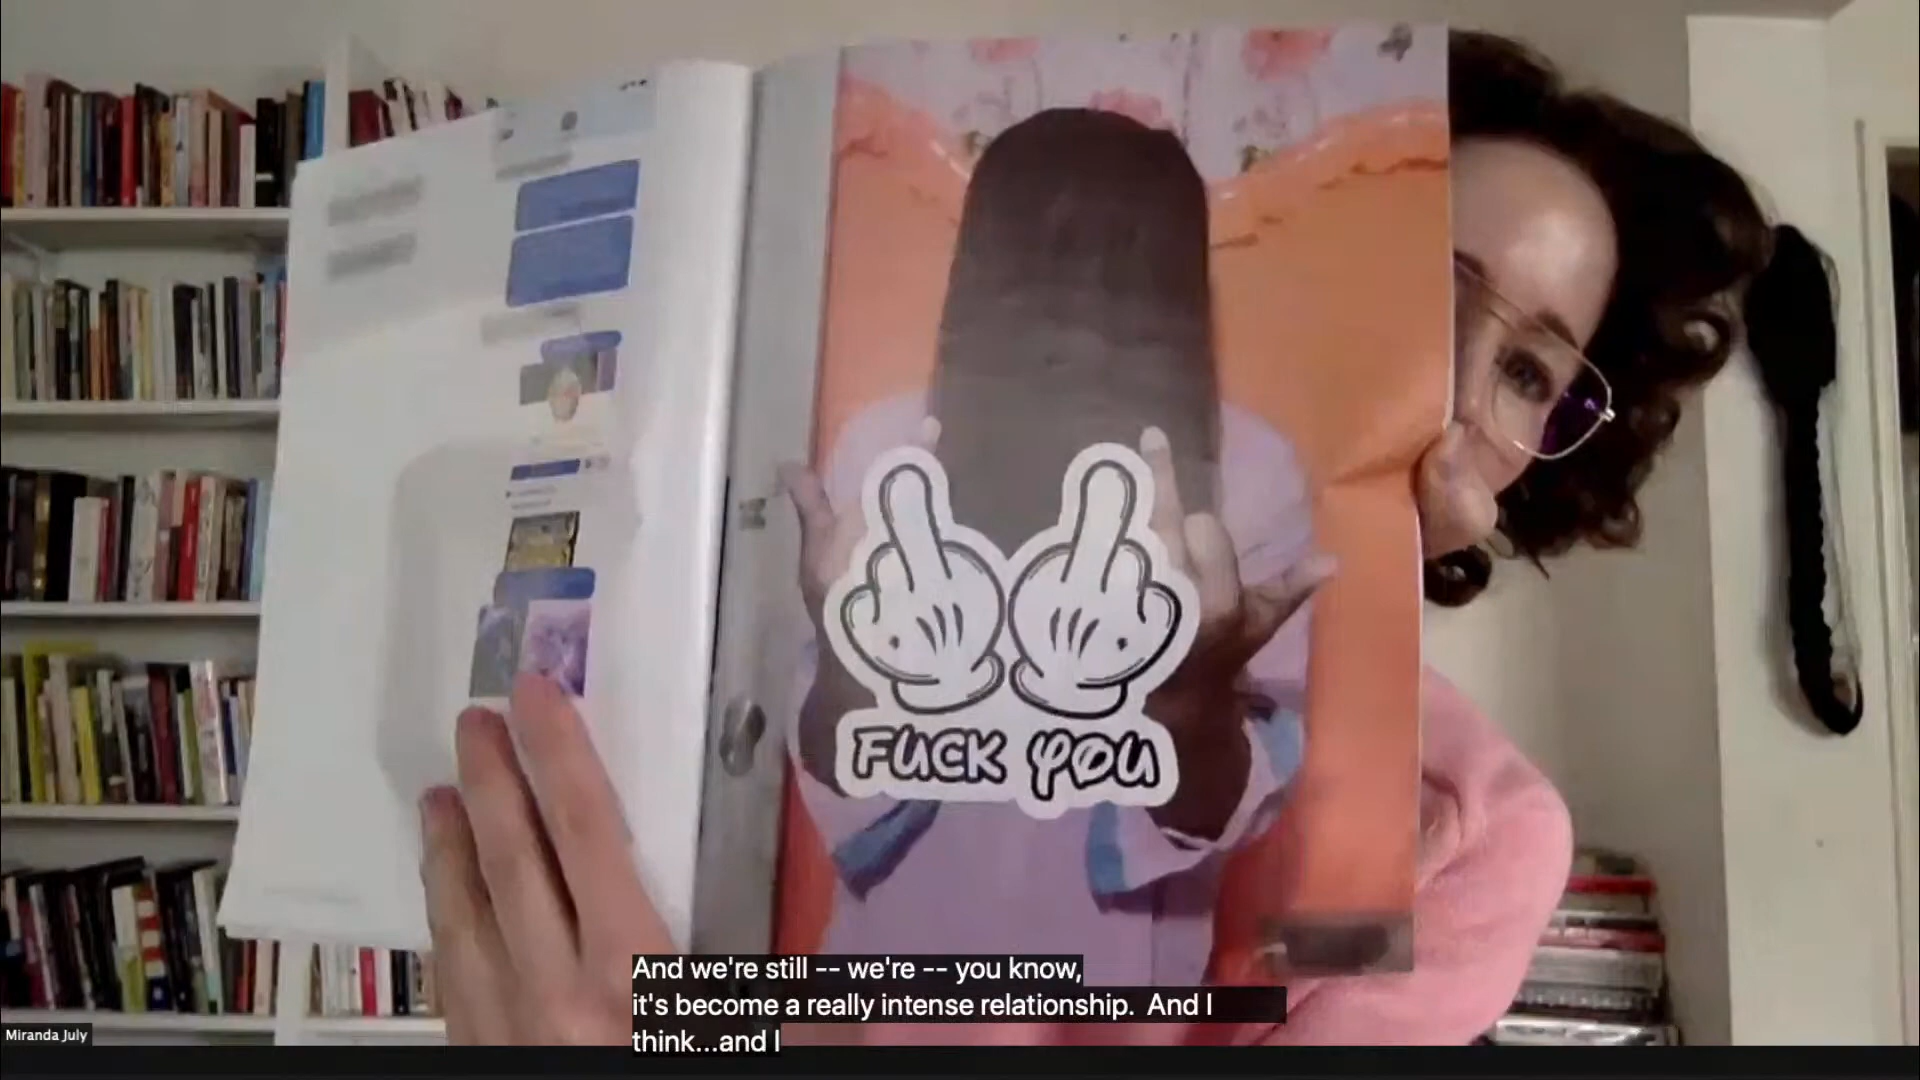 FUCK YOU
And we're still -- we're -- you know,
it's become a really intense relationship.  And I
think...and I
Miranda July